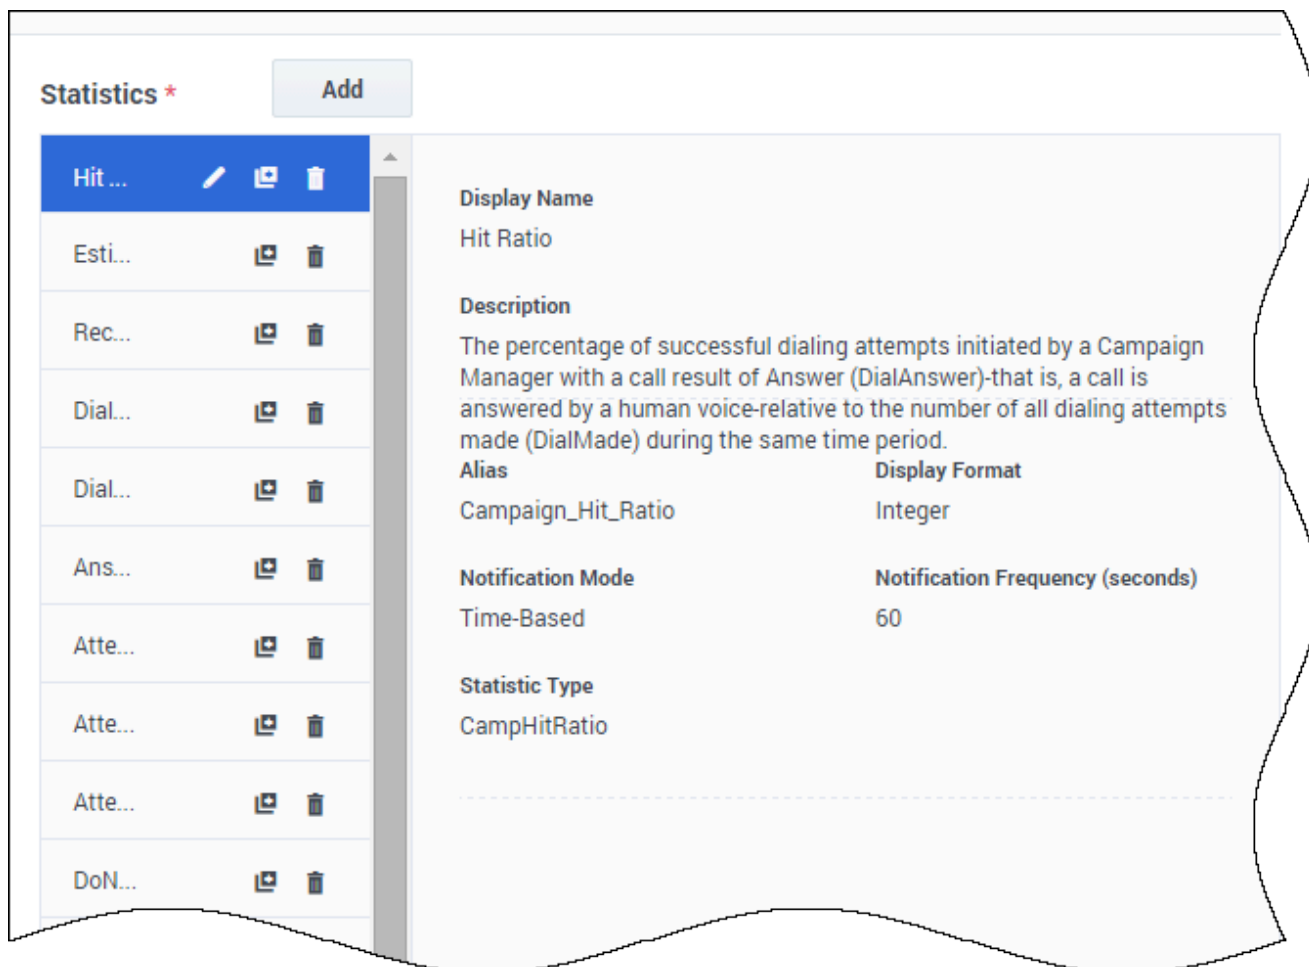 Statistics *
Add
Hit ...
Esti...
Rec...
Dial...
Dial...
Ans...
Atte...
Atte...
Atte...
DoN...
Display Name
Hit Ratio
Description
The percentage of successful dialing attempts initiated by a Campaign
Manager with a call result of Answer (DialAnswer)-that is, a call is
answered by a human voice-relative to the number of all dialing attempts
made (DialMade) during the same time period.
Alias
Display Format
Campaign_Hit_Ratio
Integer
Notification Mode
Notification Frequency (seconds)
Time-Based
60
Statistic Type
CampHitRatio